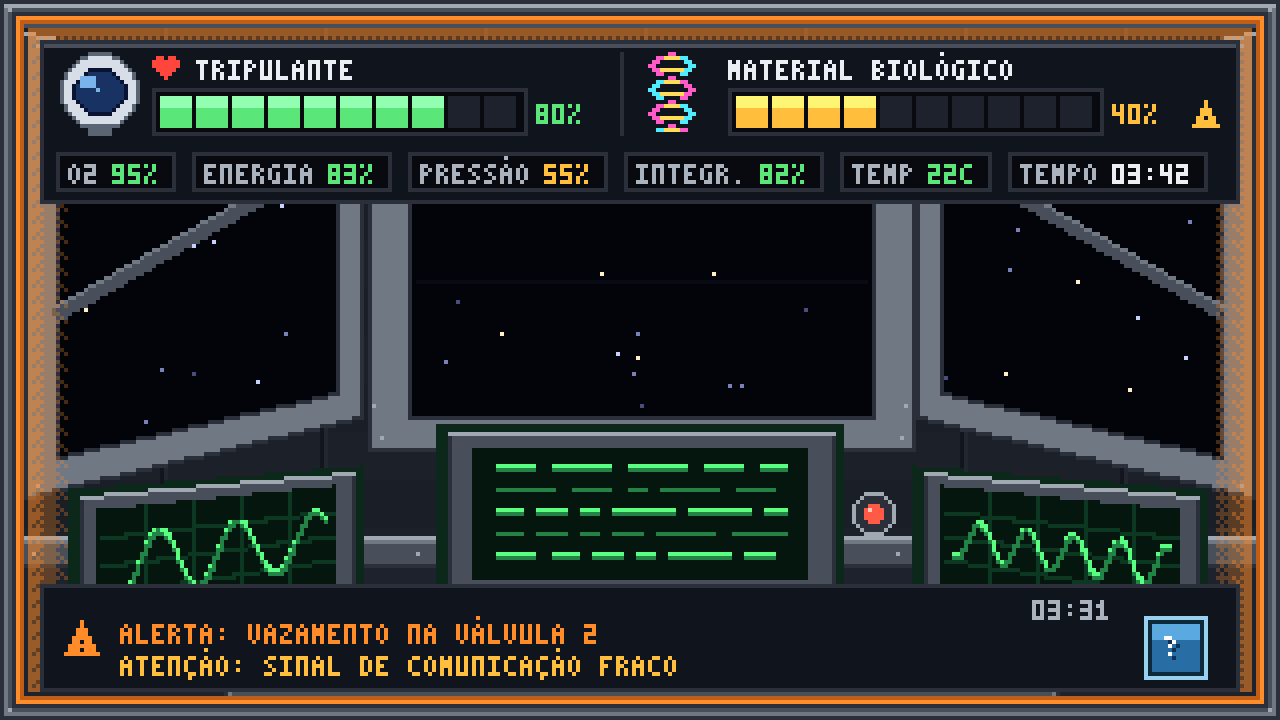 TRIPULANTE
80%
MATERIAL BIOLÓGICO
40%
O2 95%
ENERGIA 83%
PRESSÃO 55%
INTEGR. 82%
TEMP 22C
TEMPO 03:42
03:31
ALERTA: VAZAMENTO NA VÁLVULA 2
ATENÇÃO: SINAL DE COMUNICAÇÃO FRACO
?